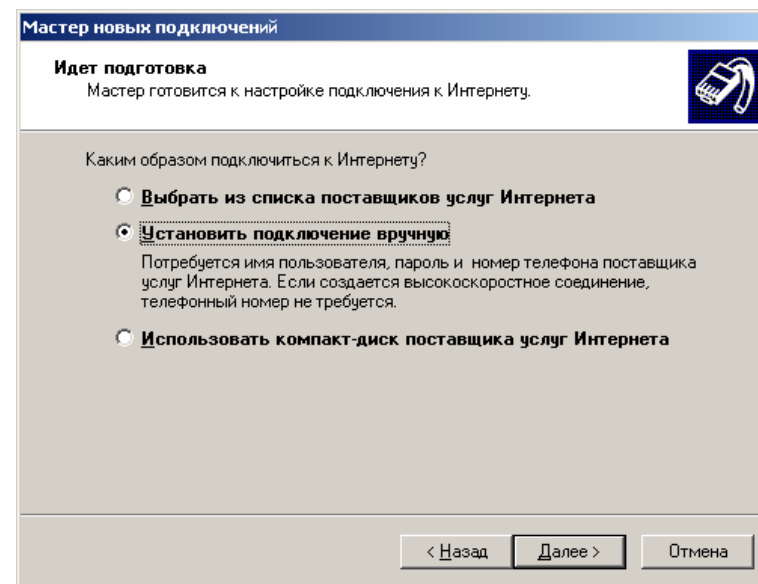 Мастер новых подключений
Идет подготовка
Мастер готовится к настройке подключения к Интернету.
Каким образом подключиться к Интернету?
Выбрать из списка поставщиков услуг Интернета
Установить подключение вручную
Потребуется имя пользователя, пароль и номер телефона поставщика
услуг Интернета. Если создается высокоскоростное соединение,
телефонный номер не требуется.
Использовать компакт-диск поставщика услуг Интернета
< Назад Далее > Отмена